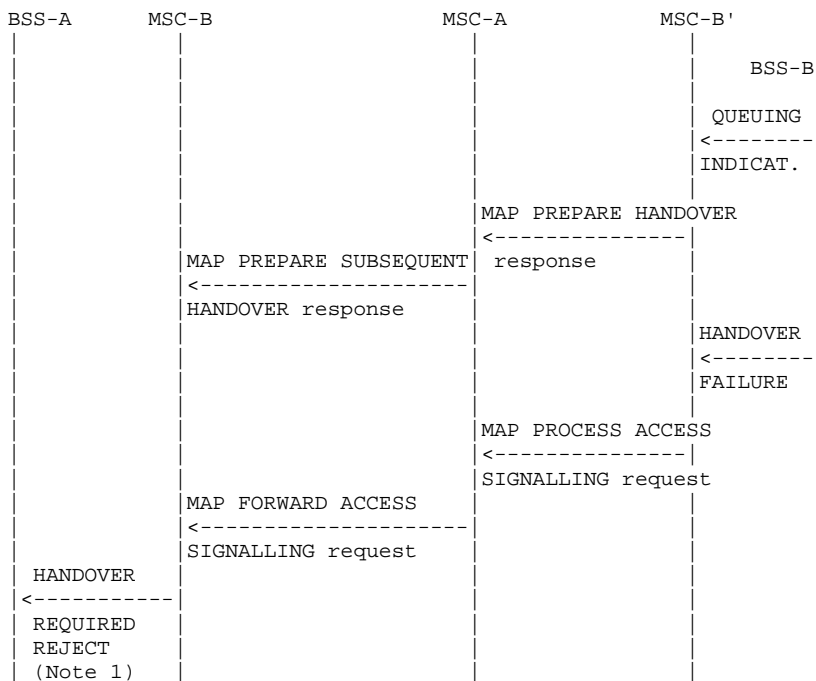 BSS-A MSC-B MSC-A MSC-B'
BSS-B
QUEUING
INDICAT.
MAP PREPARE HANDOVER
MAP PREPARE SUBSEQUENT response
HANDOVER response
HANDOVER
FAILURE
MAP PROCESS ACCESS
SIGNALLING request
MAP FORWARD ACCESS
SIGNALLING request
HANDOVER
REQUIRED
REJECT
(Note 1)